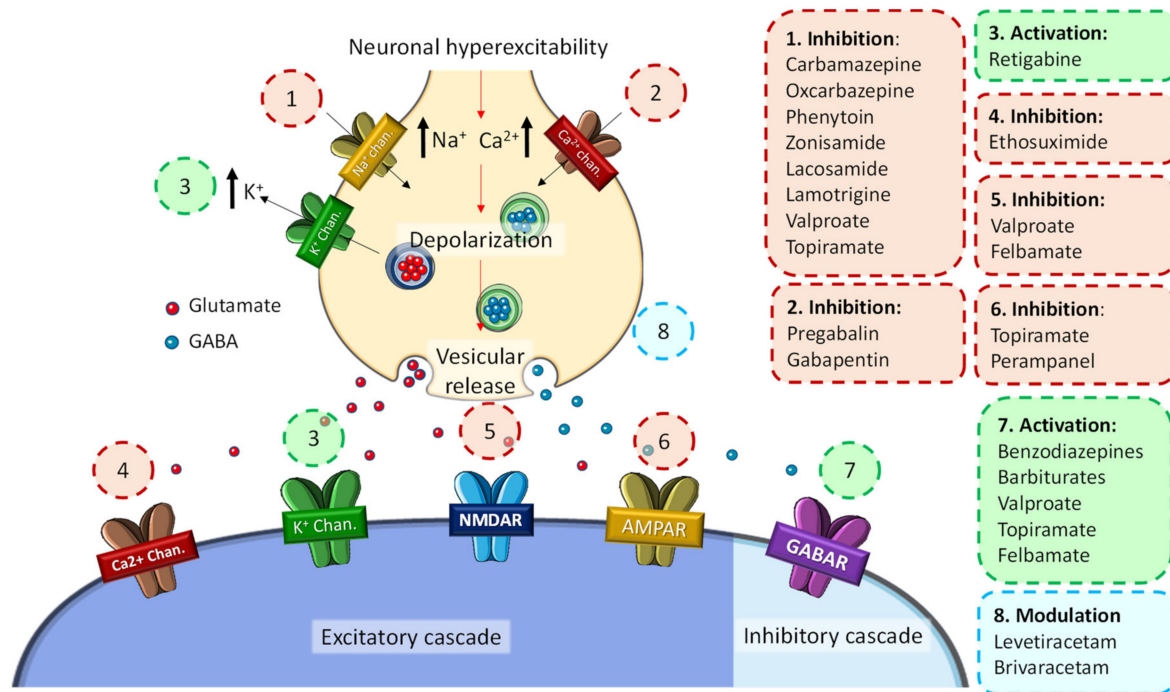 Neuronal hyperexcitability
1
2
Na⁺ chan.
Na⁺
Ca²⁺
Ca²⁺ chan.
3
K⁺
K⁺ Chan.
Depolarization
Glutamate
GABA
8
Vesicular
release
4
3
5
6
7
Ca2+ Chan.
K⁺ Chan.
NMDAR
AMPAR
GABAR
Excitatory cascade
Inhibitory cascade
1. Inhibition:
Carbamazepine
Oxcarbazepine
Phenytoin
Zonisamide
Lacosamide
Lamotrigine
Valproate
Topiramate
2. Inhibition:
Pregabalin
Gabapentin
3. Activation:
Retigabine
4. Inhibition:
Ethosuximide
5. Inhibition:
Valproate
Felbamate
6. Inhibition:
Topiramate
Perampanel
7. Activation:
Benzodiazepines
Barbiturates
Valproate
Topiramate
Felbamate
8. Modulation
Levetiracetam
Brivaracetam